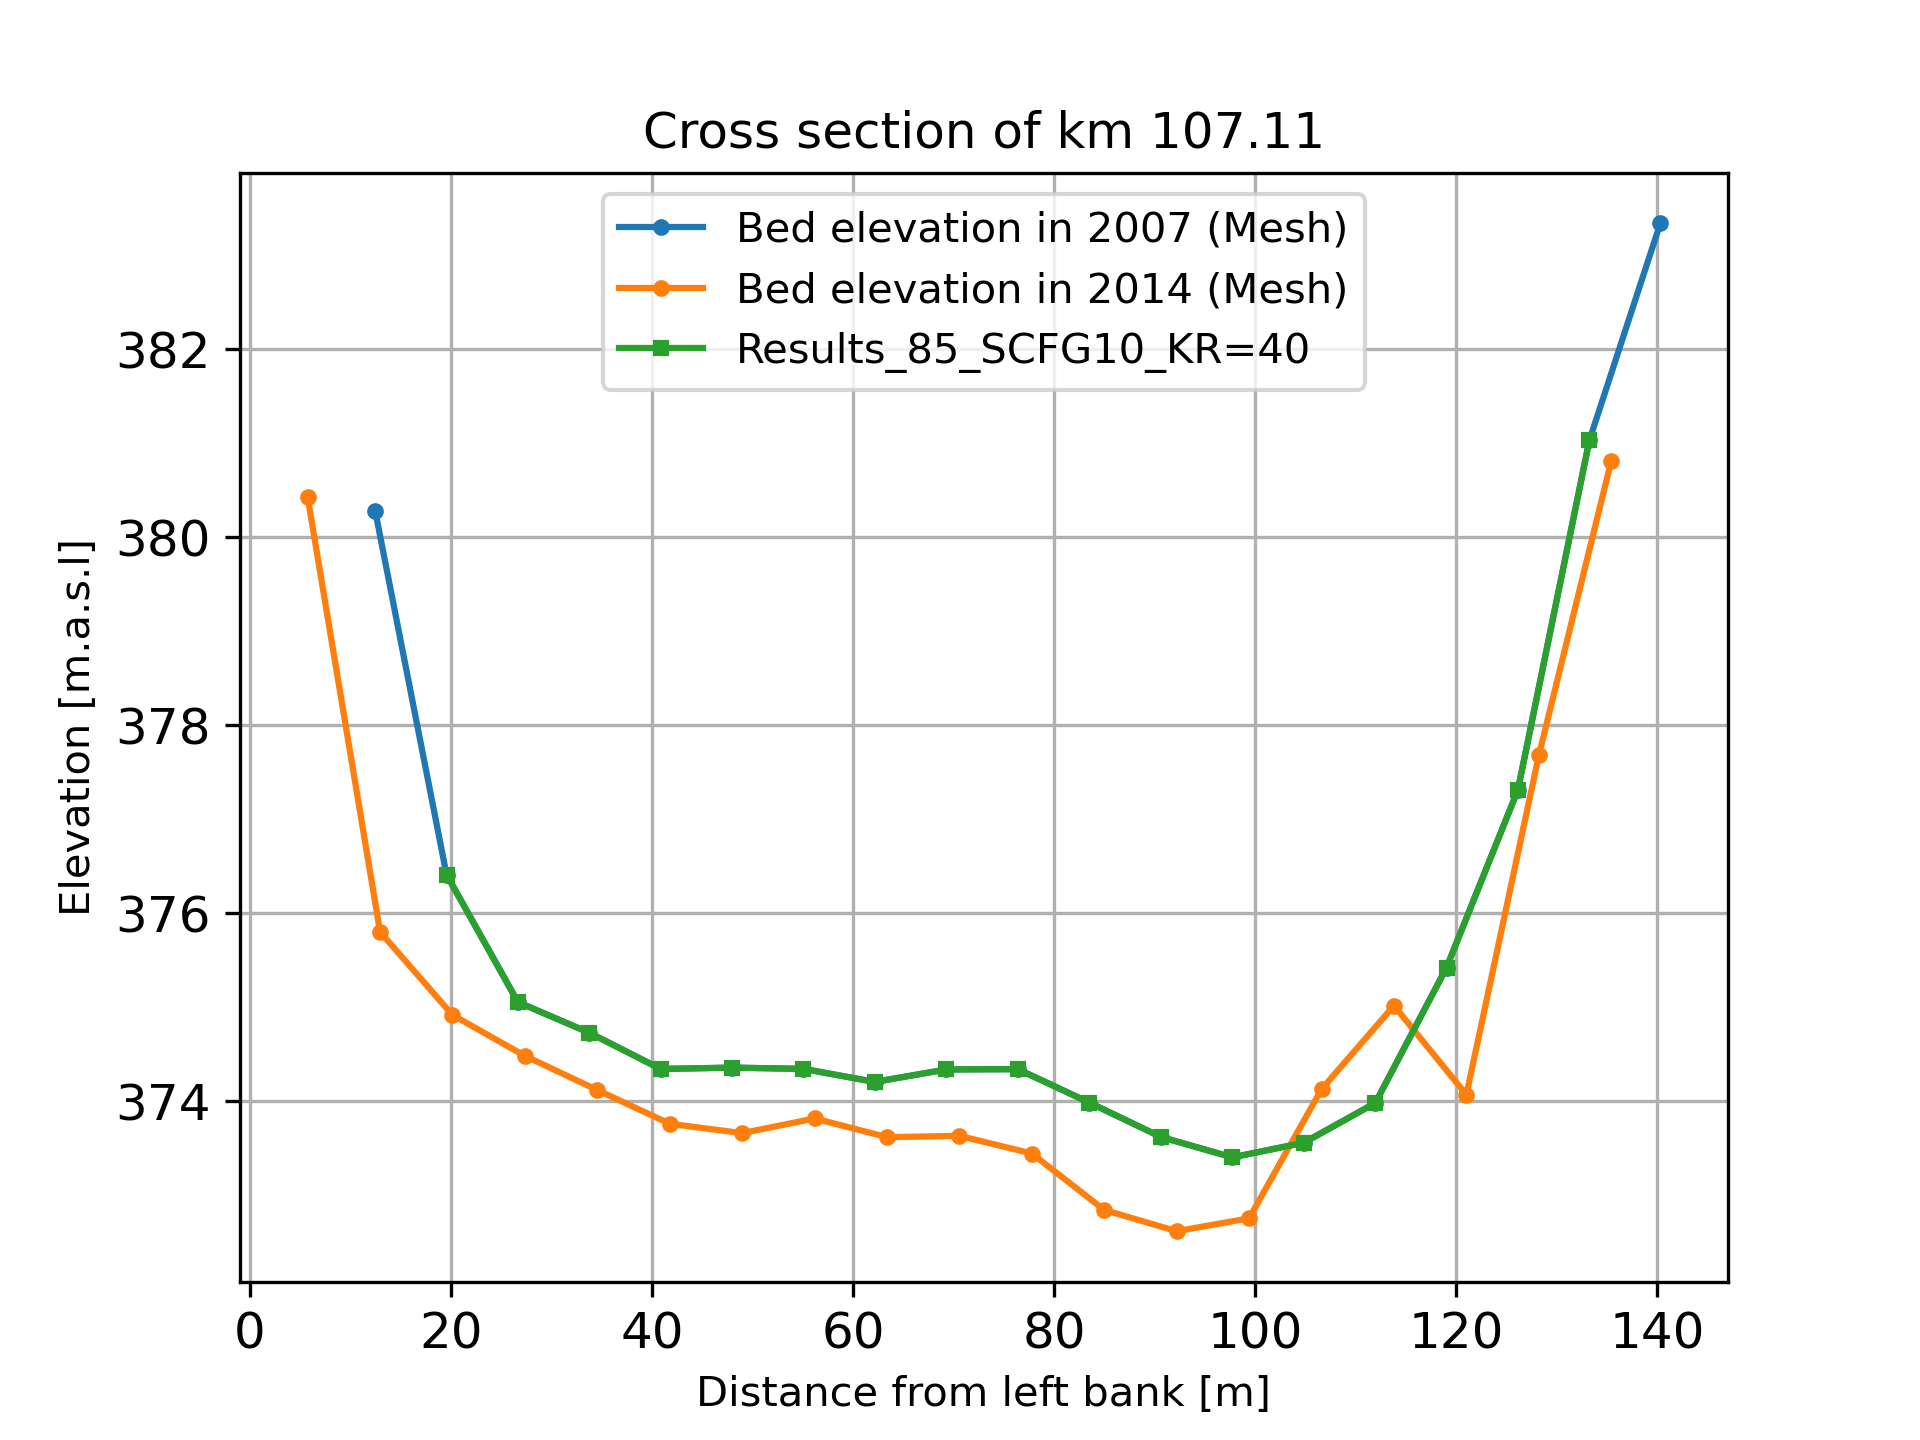 Cross section of km 107.11
Bed elevation in 2007 (Mesh)
Bed elevation in 2014 (Mesh)
Results_85_SCFG10_KR=40
382
380
378
376
374
Elevation [m.a.s.l]
0 20 40 60 80 100 120 140
Distance from left bank [m]